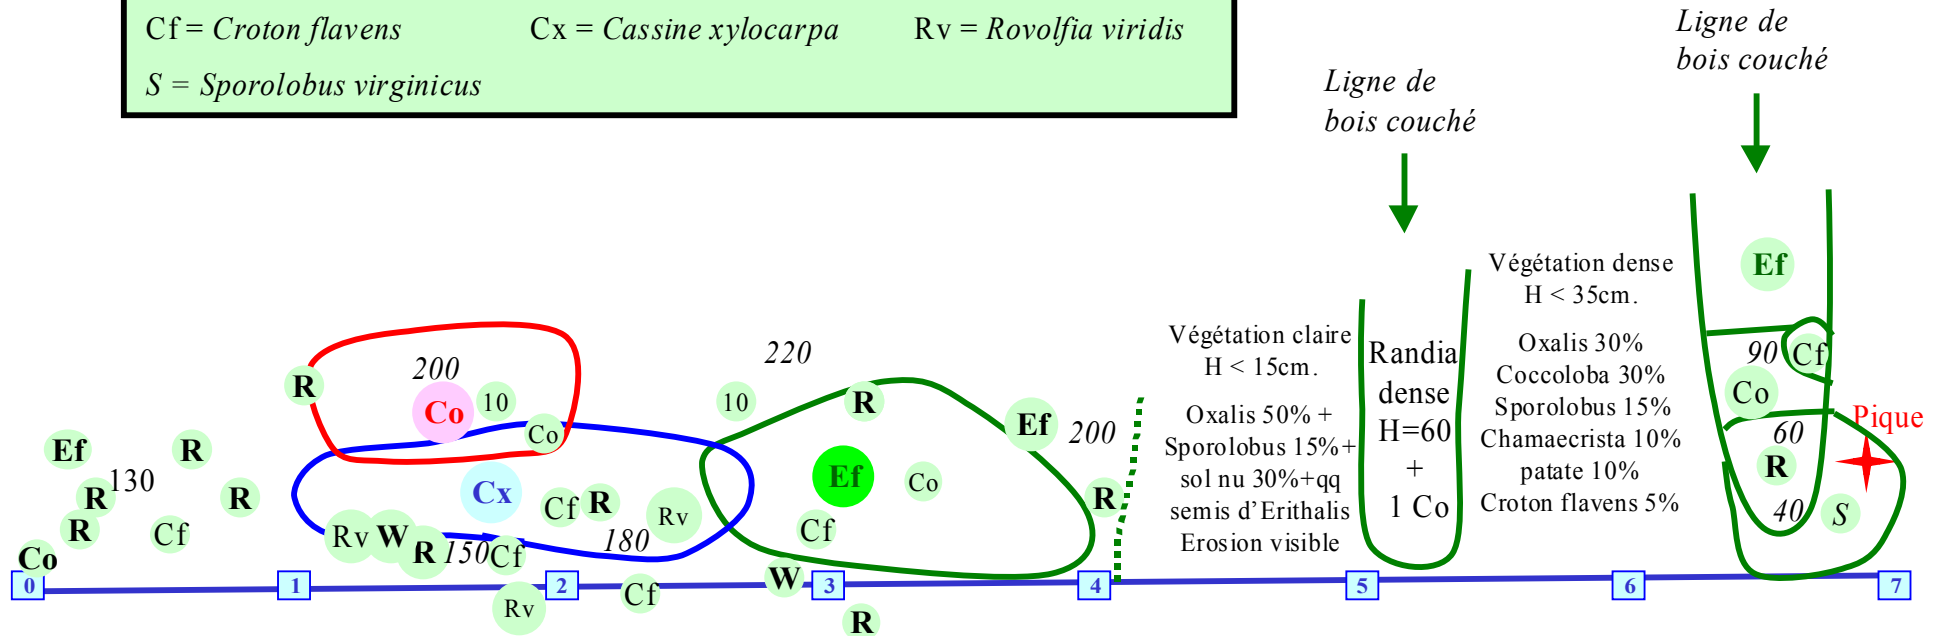 Cf = Croton flavens Cx = Cassine xylocarpa Rv = Rovolfia viridis
S = Sporolobus virginicus
Ligne de
bois couché
Ligne de
bois couché
Ef
R
R
130
R
R
Cf
Co
R
200
Co
10
Co
Cx
Cf
R
Rv
Rv
W
R
150
Cf
180
Rv
Cf
220
10
R
Ef
200
Ef
Co
R
Cf
W
R
Végétation claire
H < 15cm.
Oxalis 50% +
Sporolobus 15%+
sol nu 30%+qq
semis d’Erithalis
Erosion visible
Randia
dense
H=60
+
1 Co
Végétation dense
H < 35cm.
Oxalis 30%
Coccoloba 30%
Sporolobus 15%
Chamaecrista 10%
patate 10%
Croton flavens 5%
Ef
90
Cf
Co
60
R
40
S
Pique
0
1
2
3
4
5
6
7